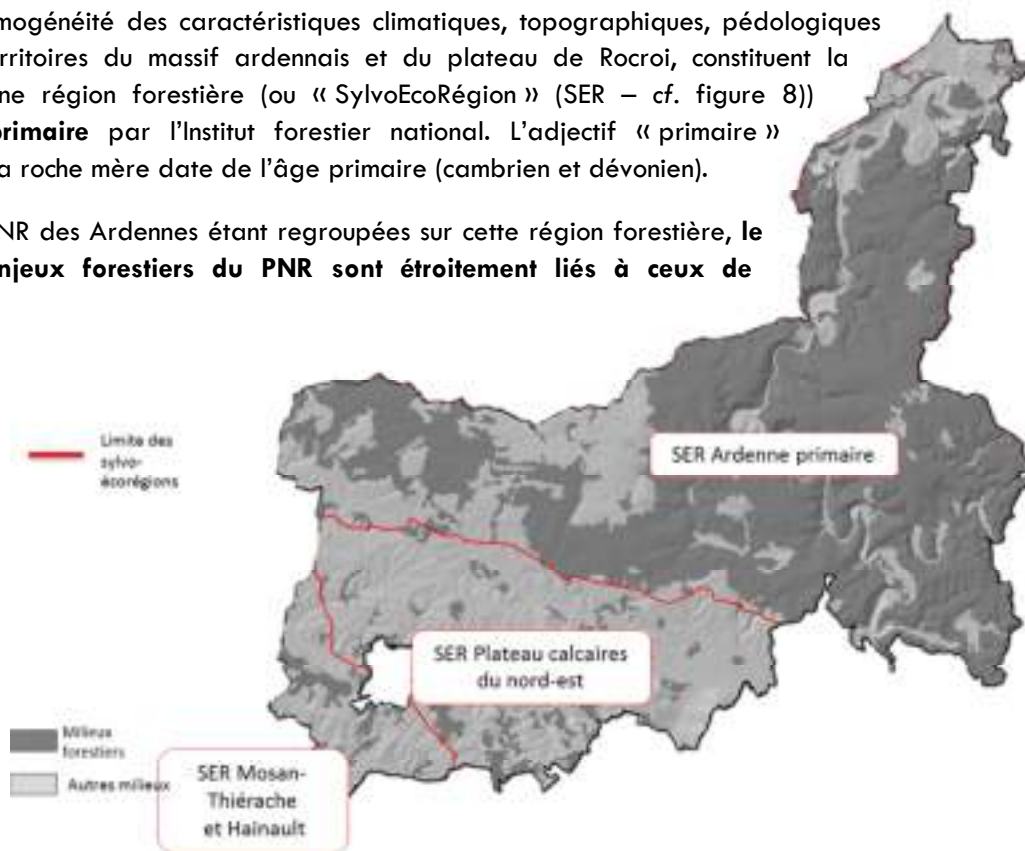 mogénéité des caractéristiques climatiques, topographiques, pédologiques
rritoires du massif ardennais et du plateau de Rocroi, constituent la
ne région forestière (ou « SylvoEcoRégion » (SER – cf. figure 8))
primaire par l'Institut forestier national. L'adjectif « primaire »
a roche mère date de l'âge primaire (cambrien et dévonien).
NR des Ardennes étant regroupées sur cette région forestière, le
njeux forestiers du PNR sont étroitement liés à ceux de
Limite des
sylvo-
écorégions
SER Ardenne primaire
SER Plateau calcaires
du nord-est
Milieux
forestiers
Autres milieux
SER Mosan-
Thiérache
et Hainault